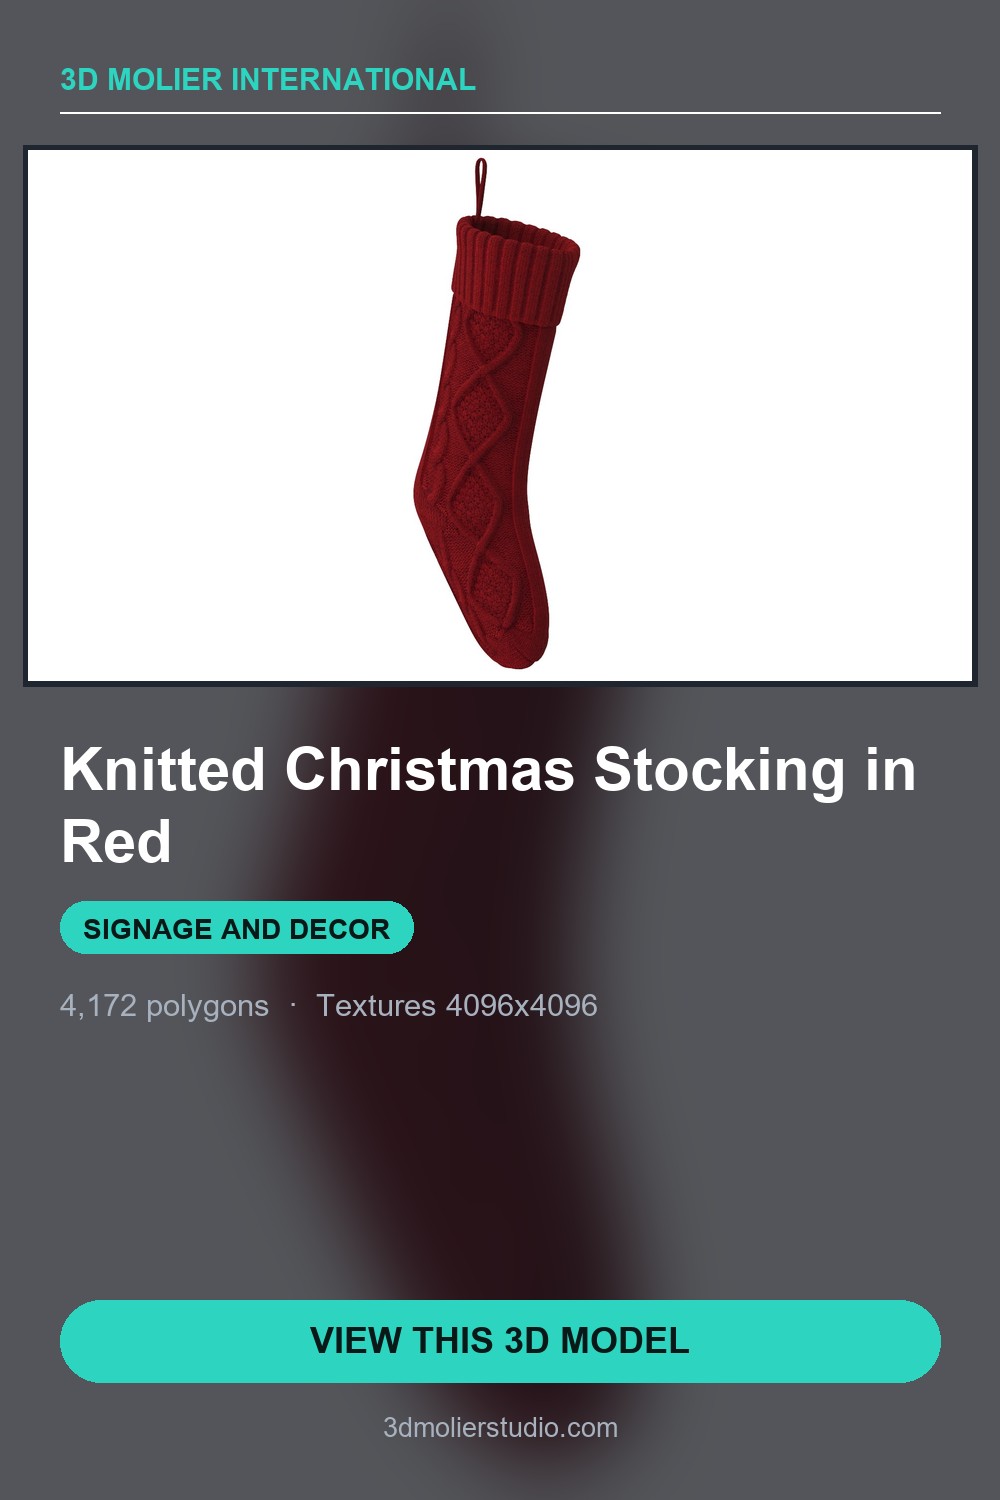 3D MOLIER INTERNATIONAL
Knitted Christmas Stocking in
Red
SIGNAGE AND DECOR
4,172 polygons · Textures 4096x4096
VIEW THIS 3D MODEL
3dmolierstudio.com